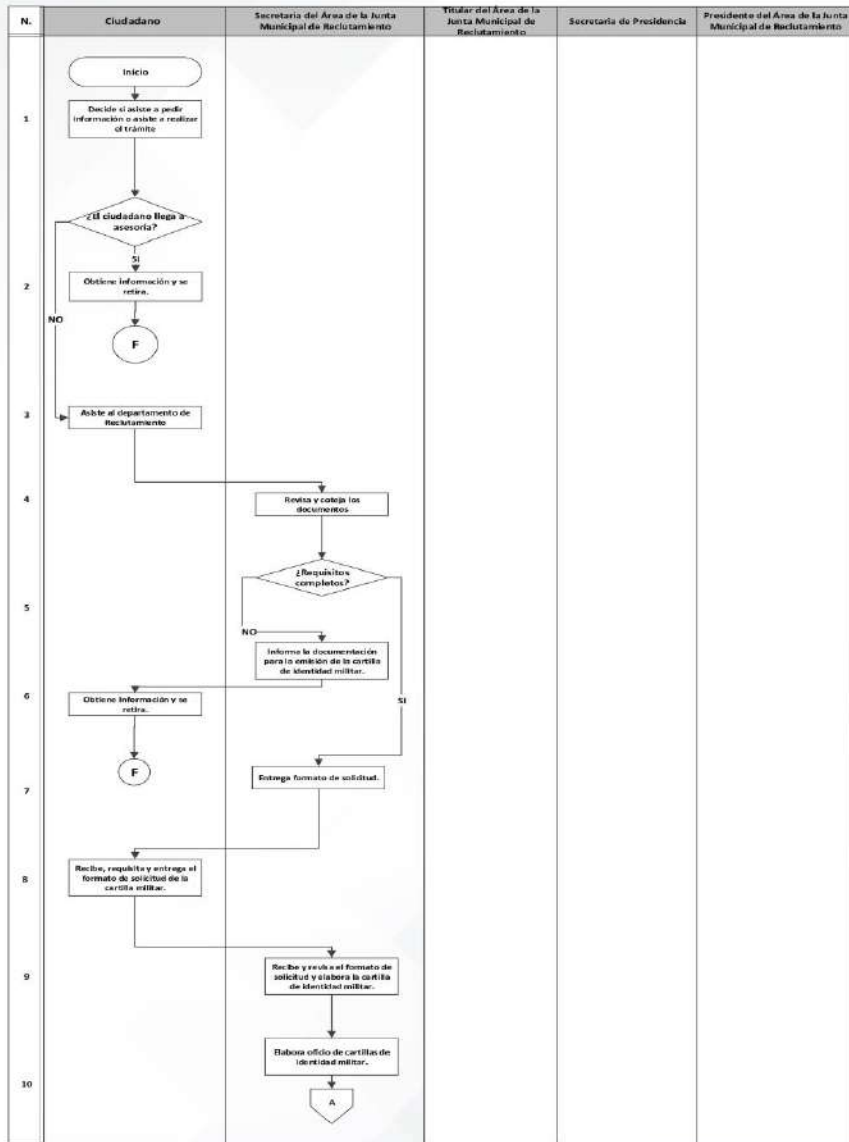 N.
Ciudadano
Secretaria del Área de la Junta
Municipal de Reclutamiento
Titular del Área de la
Junta Municipal de
Reclutamiento
Secretaria de Presidencia
Presidente del Área de la Junta
Municipal de Reclutamiento
Inicio
1
Decide si asiste a pedir
información o asiste a realizar
el trámite
¿El ciudadano llega a
asesoría?
SI
2
Obtiene información y se
retira.
NO
F
3
Asiste al departamento de
Reclutamiento
4
Revisa y coteja los
documentos
¿Requisitos
completos?
5
NO
Informa la documentación
para la emisión de la cartilla
de identidad militar.
6
Obtiene información y se
retira.
SI
F
7
Entrega formato de solicitud.
8
Recibe, requisita y entrega el
formato de solicitud de la
cartilla militar.
9
Recibe y revisa el formato de
solicitud y elabora la cartilla
de identidad militar.
Elabora oficio de cartillas de
identidad militar.
10
A